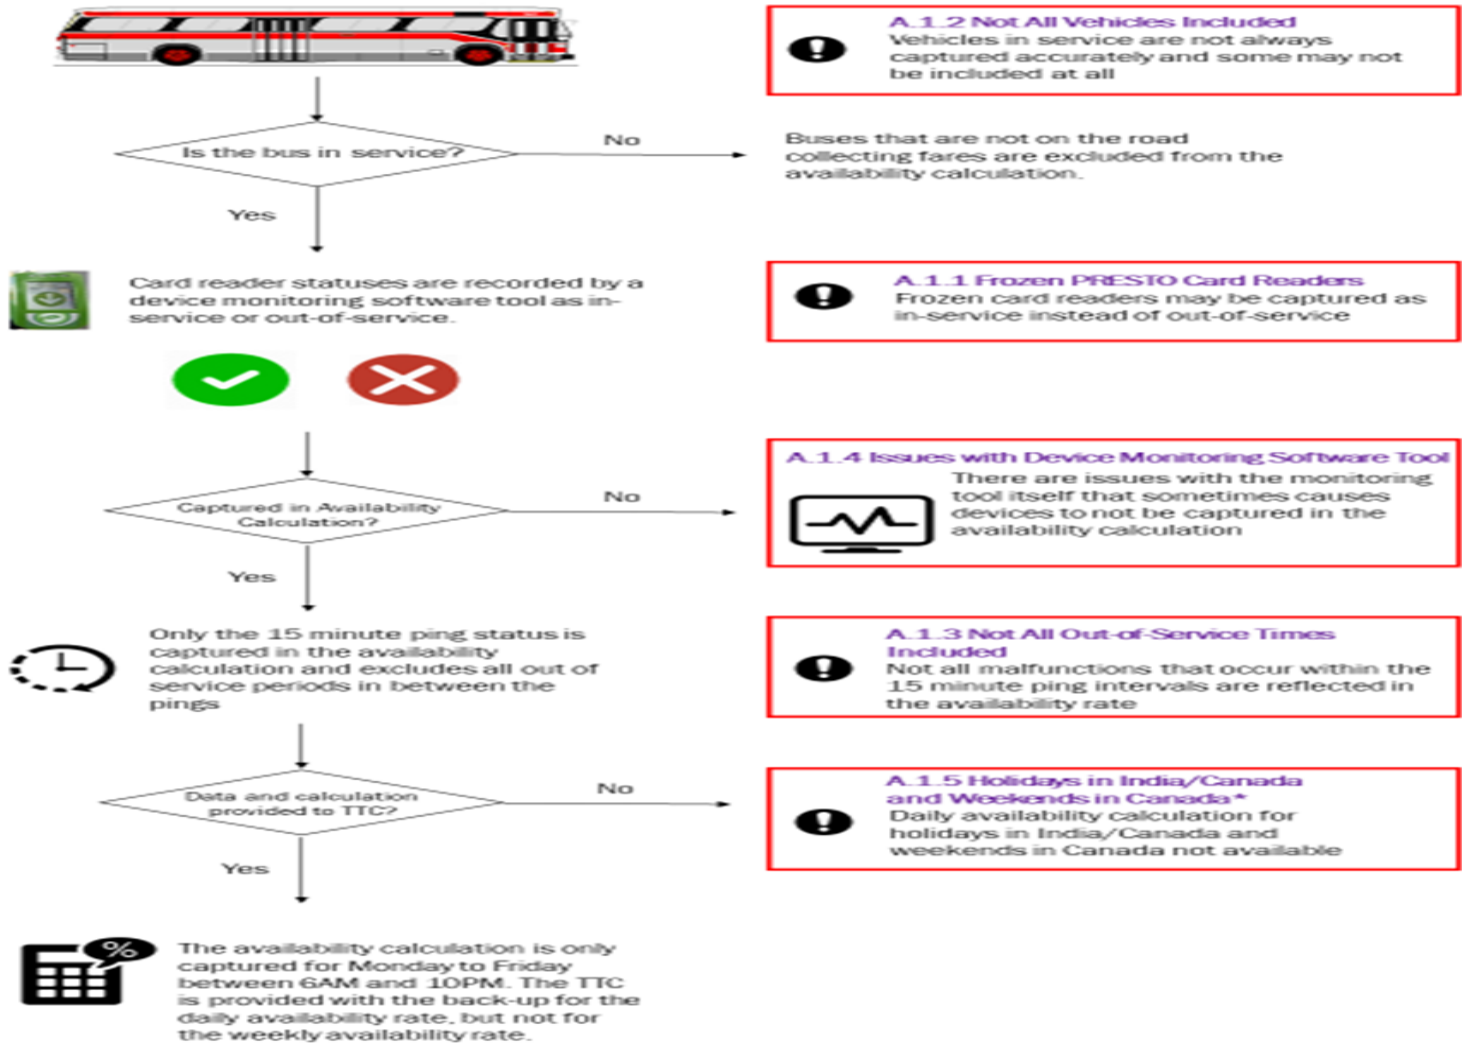 A.1.2 Not All Vehicles Included
Vehicles in service are not always
captured accurately and some may not
be included at all
Is the bus in service?
No
Buses that are not on the road
collecting fares are excluded from the
availability calculation.
Yes
Card reader statuses are recorded by a
device monitoring software tool as in-
service or out-of-service.
A.1.1 Frozen PRESTO Card Readers
Frozen card readers may be captured as
in-service instead of out-of-service
Captured in Availability
Calculation?
No
A.1.4 Issues with Device Monitoring Software Tool
There are issues with the monitoring
tool itself that sometimes causes
devices to not be captured in the
availability calculation
Yes
Only the 15 minute ping status is
captured in the availability
calculation and excludes all out of
service periods in between the
pings
A.1.3 Not All Out-of-Service Times
Included
Not all malfunctions that occur within the
15 minute ping intervals are reflected in
the availability rate
Data and calculation
provided to TTC?
No
A.1.5 Holidays in India/Canada
and Weekends in Canada*
Daily availability calculation for
holidays in India/Canada and
weekends in Canada not available
Yes
%
The availability calculation is only
captured for Monday to Friday
between 6AM and 10PM. The TTC
is provided with the back-up for the
daily availability rate, but not for
the weekly availability rate.